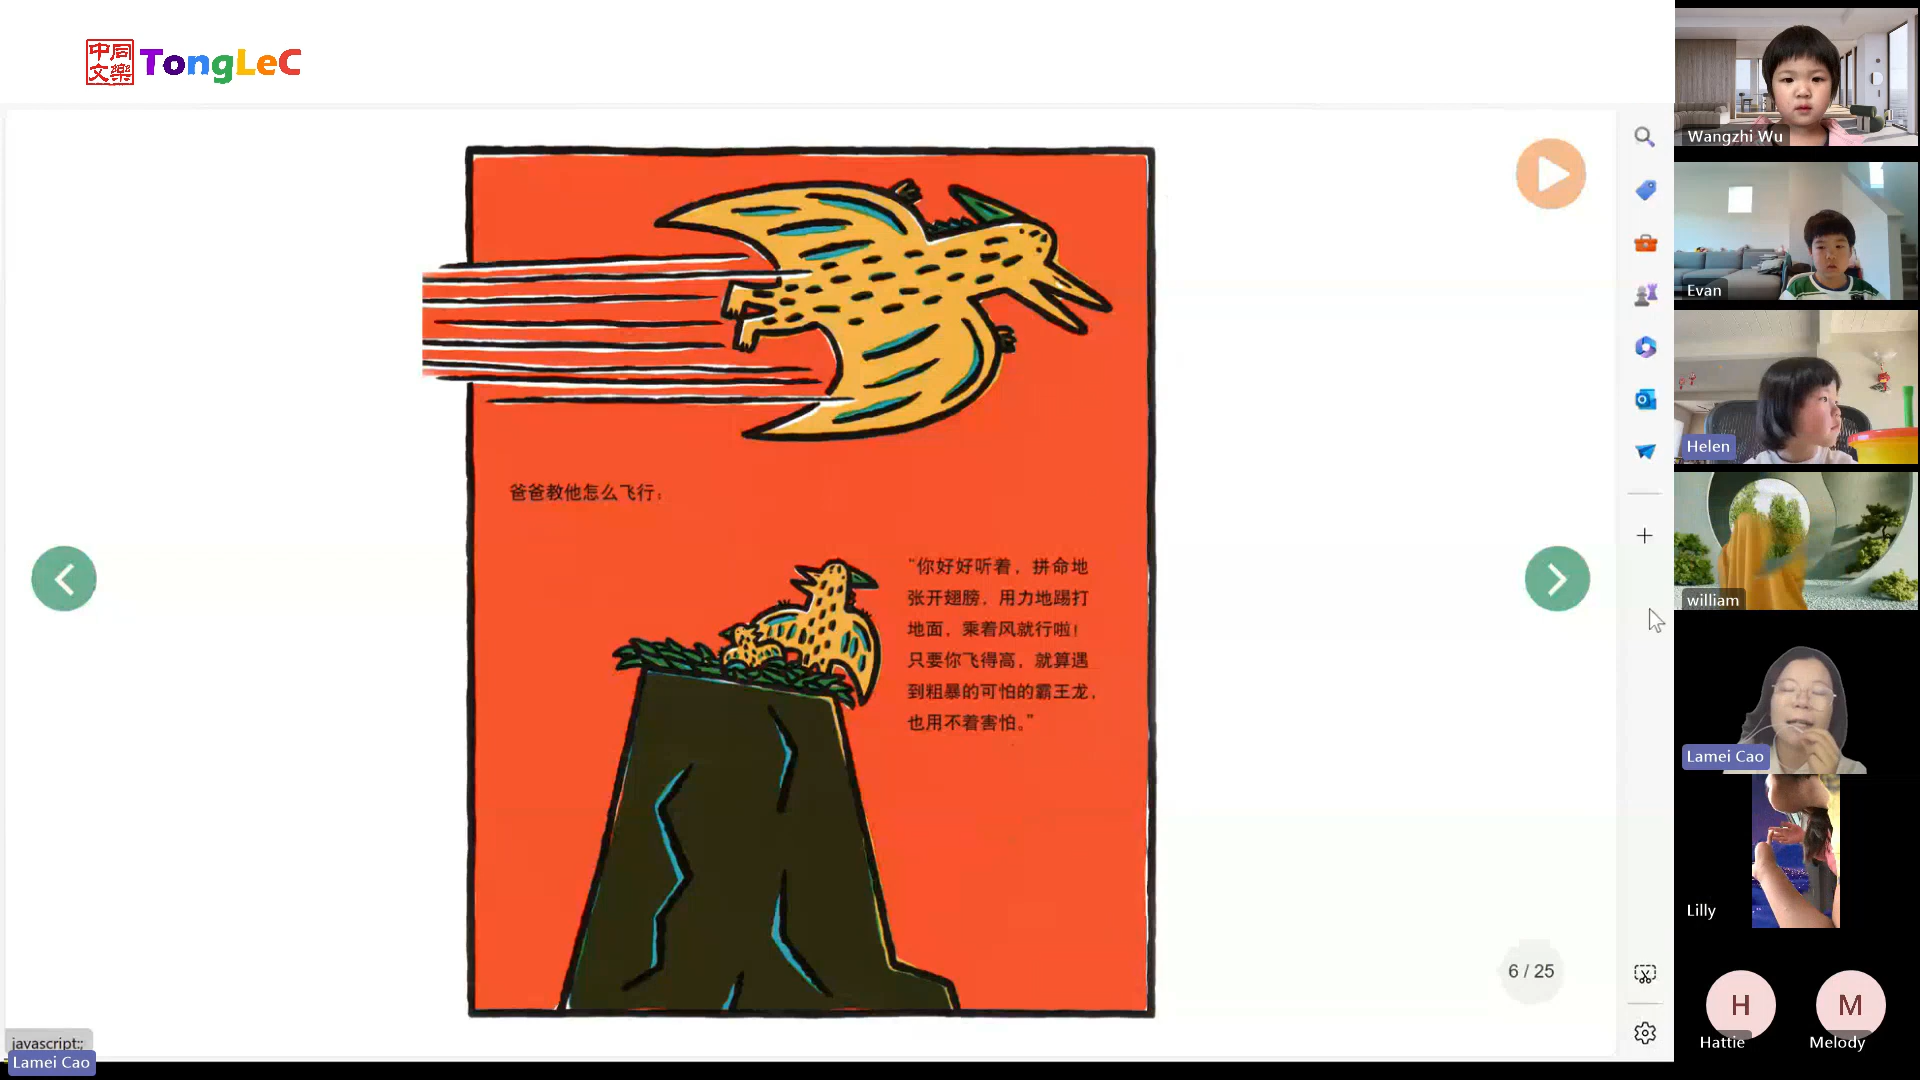 中同
文樂
TongLeC
爸爸教他怎么飞行：
“你好好听着，拼命地
张开翅膀，用力地踢打
地面，乘着风就行啦！
只要你飞得高，就算遇
到粗暴的可怕的霸王龙，
也用不着害怕。”
6 / 25
javascript:;
Lamei Cao
Wangzhi Wu
Evan
Helen
william
Lamei Cao
Lilly
H
Hattie
M
Melody